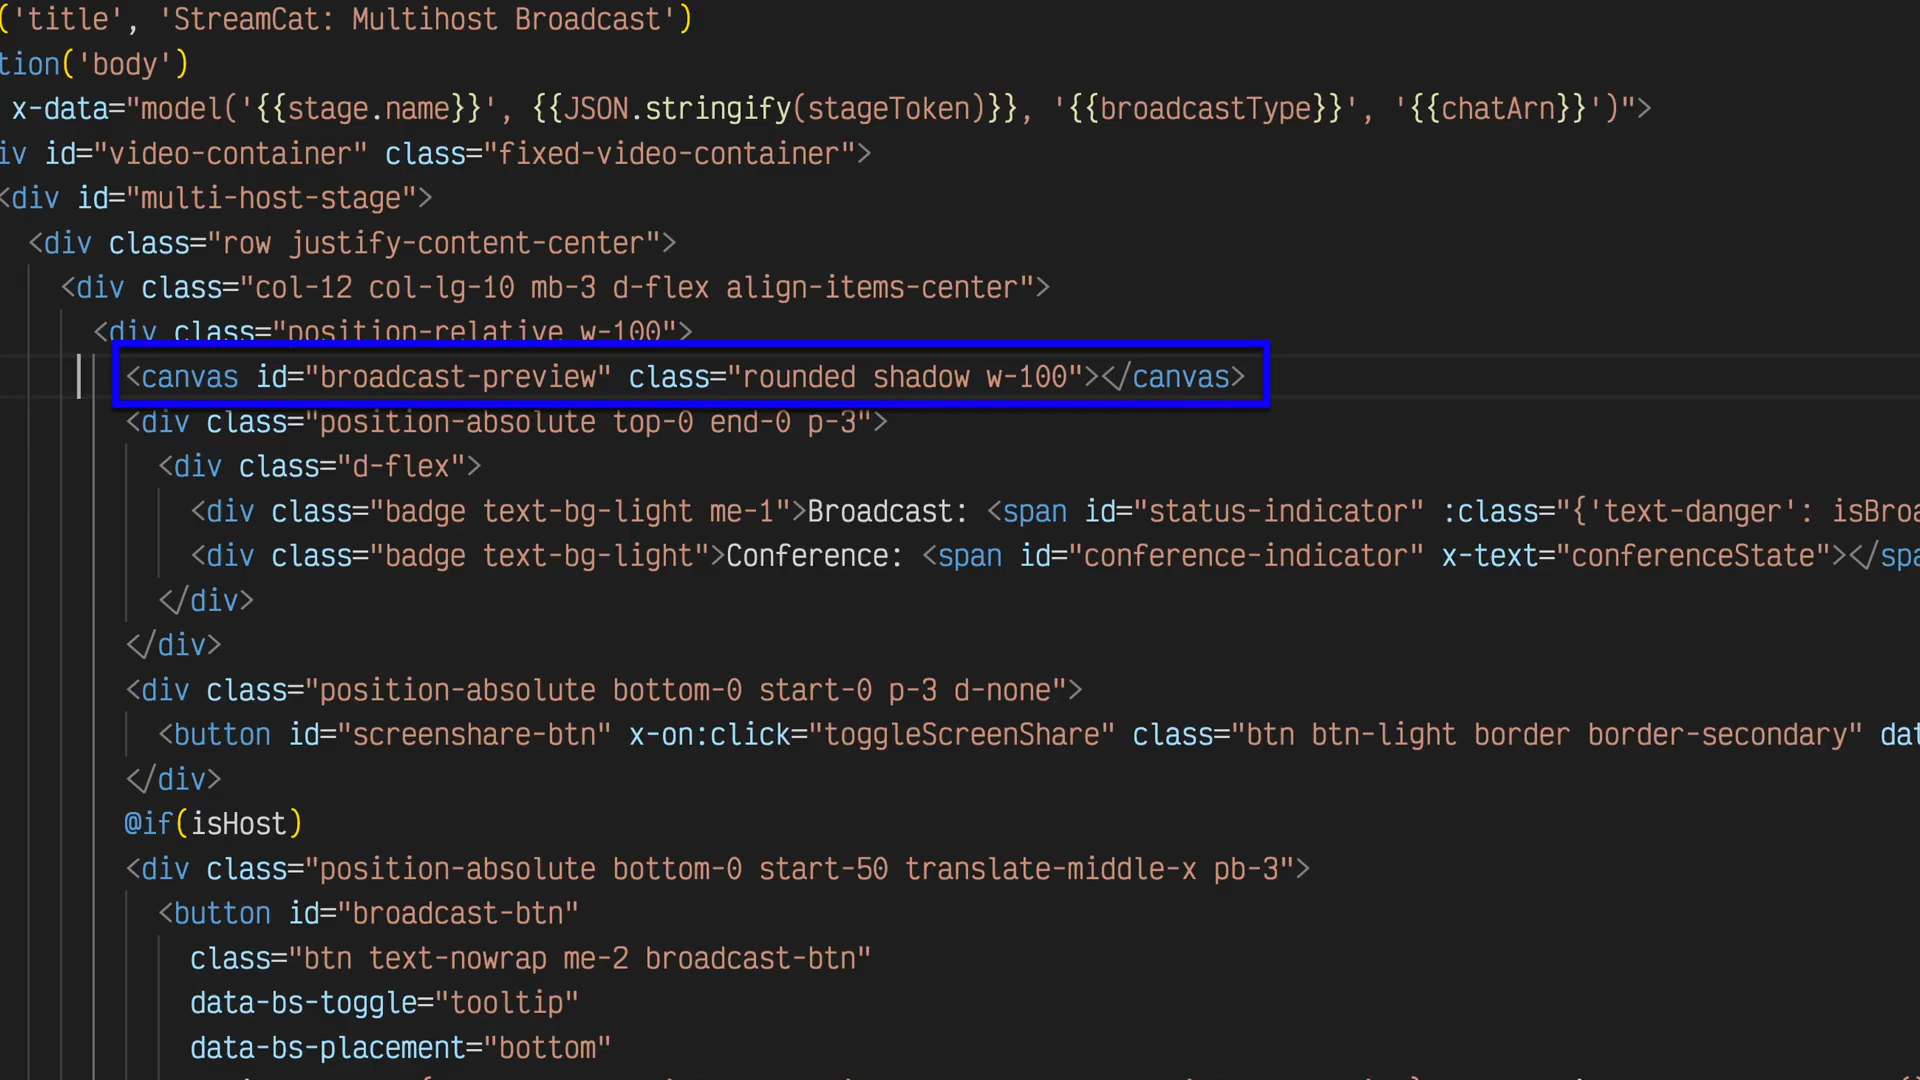 ('title', 'StreamCat: Multihost Broadcast')
tion('body')
x-data="model('{{stage.name}}', {{JSON.stringify(stageToken)}}, '{{broadcastType}}', '{{chatArn}}')">
iv id="video-container" class="fixed-video-container">
<div id="multi-host-stage">
<div class="row justify-content-center">
<div class="col-12 col-lg-10 mb-3 d-flex align-items-center">
<div class="position-relative w-100">
<canvas id="broadcast-preview" class="rounded shadow w-100"></canvas>
<div class="position-absolute top-0 end-0 p-3">
<div class="d-flex">
<div class="badge text-bg-light me-1">Broadcast: <span id="status-indicator" :class="{'text-danger': isBroa
<div class="badge text-bg-light">Conference: <span id="conference-indicator" x-text="conferenceState"></spa
</div>
</div>
<div class="position-absolute bottom-0 start-0 p-3 d-none">
<button id="screenshare-btn" x-on:click="toggleScreenShare" class="btn btn-light border border-secondary" dat
</div>
@if(isHost)
<div class="position-absolute bottom-0 start-50 translate-middle-x pb-3">
<button id="broadcast-btn"
class="btn text-nowrap me-2 broadcast-btn"
data-bs-toggle="tooltip"
data-bs-placement="bottom"